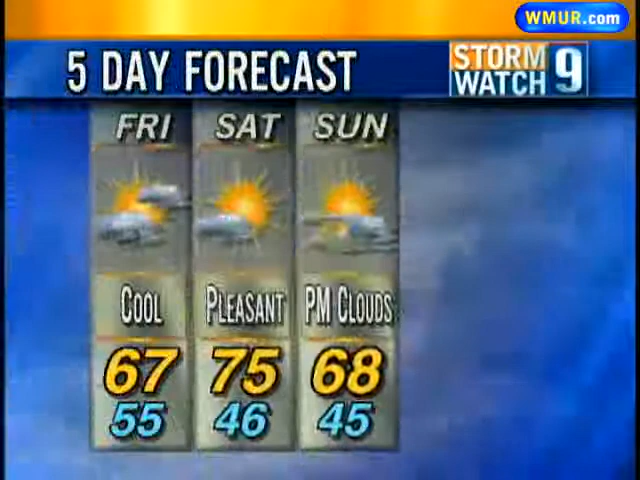 WMUR.com
5 DAY FORECAST
STORM WATCH 9
FRI SAT SUN
COOL PLEASANT PM CLOUDS
67 75 68
55 46 45